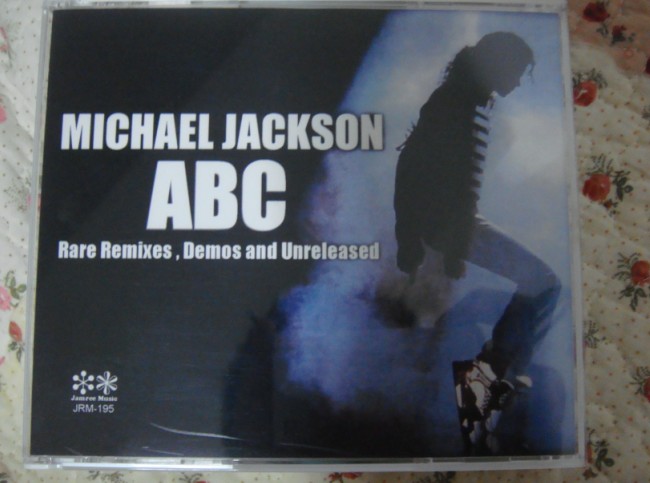 MICHAEL JACKSON
ABC
Rare Remixes , Demos and Unreleased
Jamree Music
JRM-195